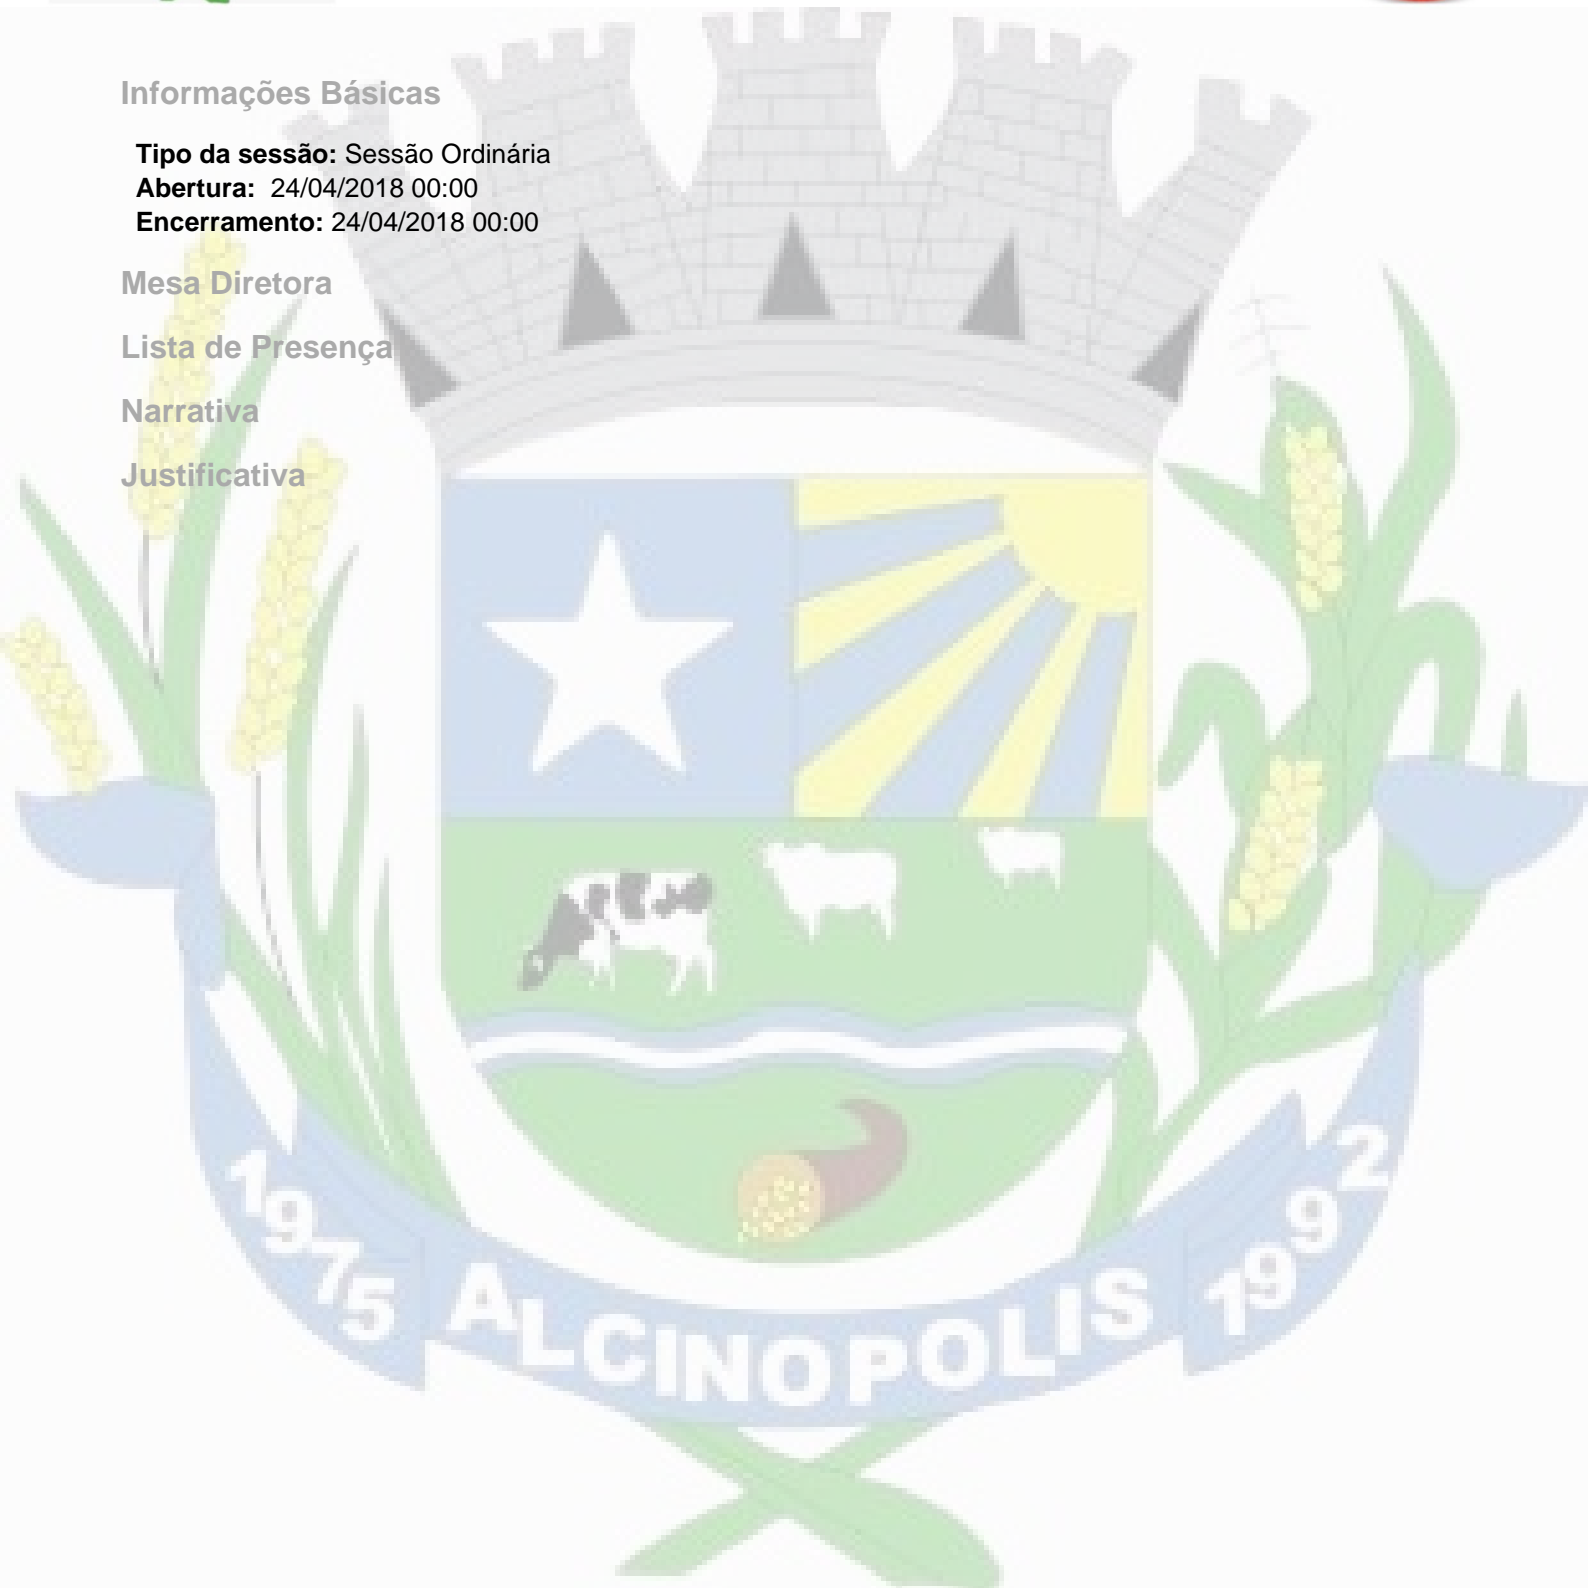 Informações Básicas
Tipo da sessão: Sessão Ordinária
Abertura: 24/04/2018 00:00
Encerramento: 24/04/2018 00:00
Mesa Diretora
Lista de Presença
Narrativa
Justificativa
1975 ALCINOPOLIS 1992